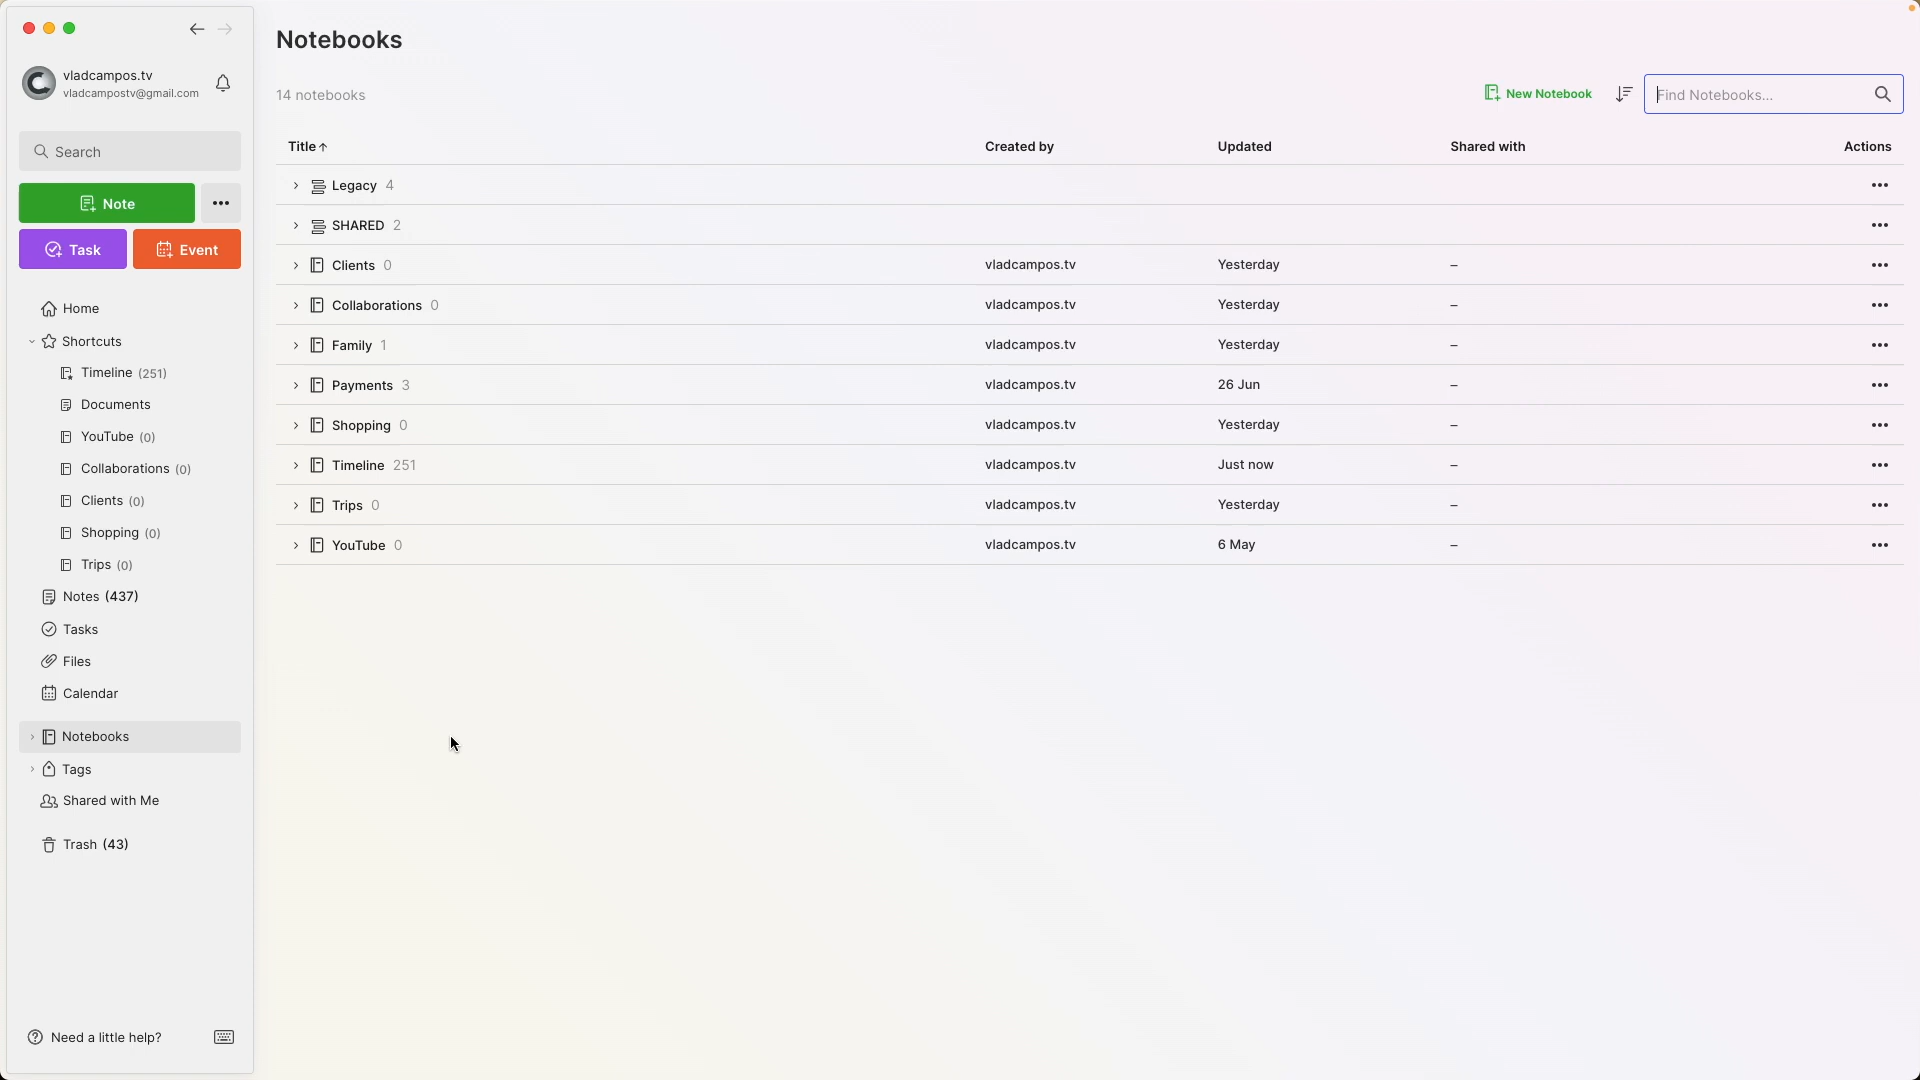 Notebooks
vladcampos.tv
vladcampostv@gmail.com
14 notebooks
New Notebook
Find Notebooks...
Search
Title Created by Updated Shared with Actions
Note
Task Event
Legacy 4
SHARED 2
Clients 0 vladcampos.tv Yesterday –
Collaborations 0 vladcampos.tv Yesterday –
Family 1 vladcampos.tv Yesterday –
Payments 3 vladcampos.tv 26 Jun –
Shopping 0 vladcampos.tv Yesterday –
Timeline 251 vladcampos.tv Just now –
Trips 0 vladcampos.tv Yesterday –
YouTube 0 vladcampos.tv 6 May –
Home
Shortcuts
Timeline (251)
Documents
YouTube (0)
Collaborations (0)
Clients (0)
Shopping (0)
Trips (0)
Notes (437)
Tasks
Files
Calendar
Notebooks
Tags
Shared with Me
Trash (43)
Need a little help?